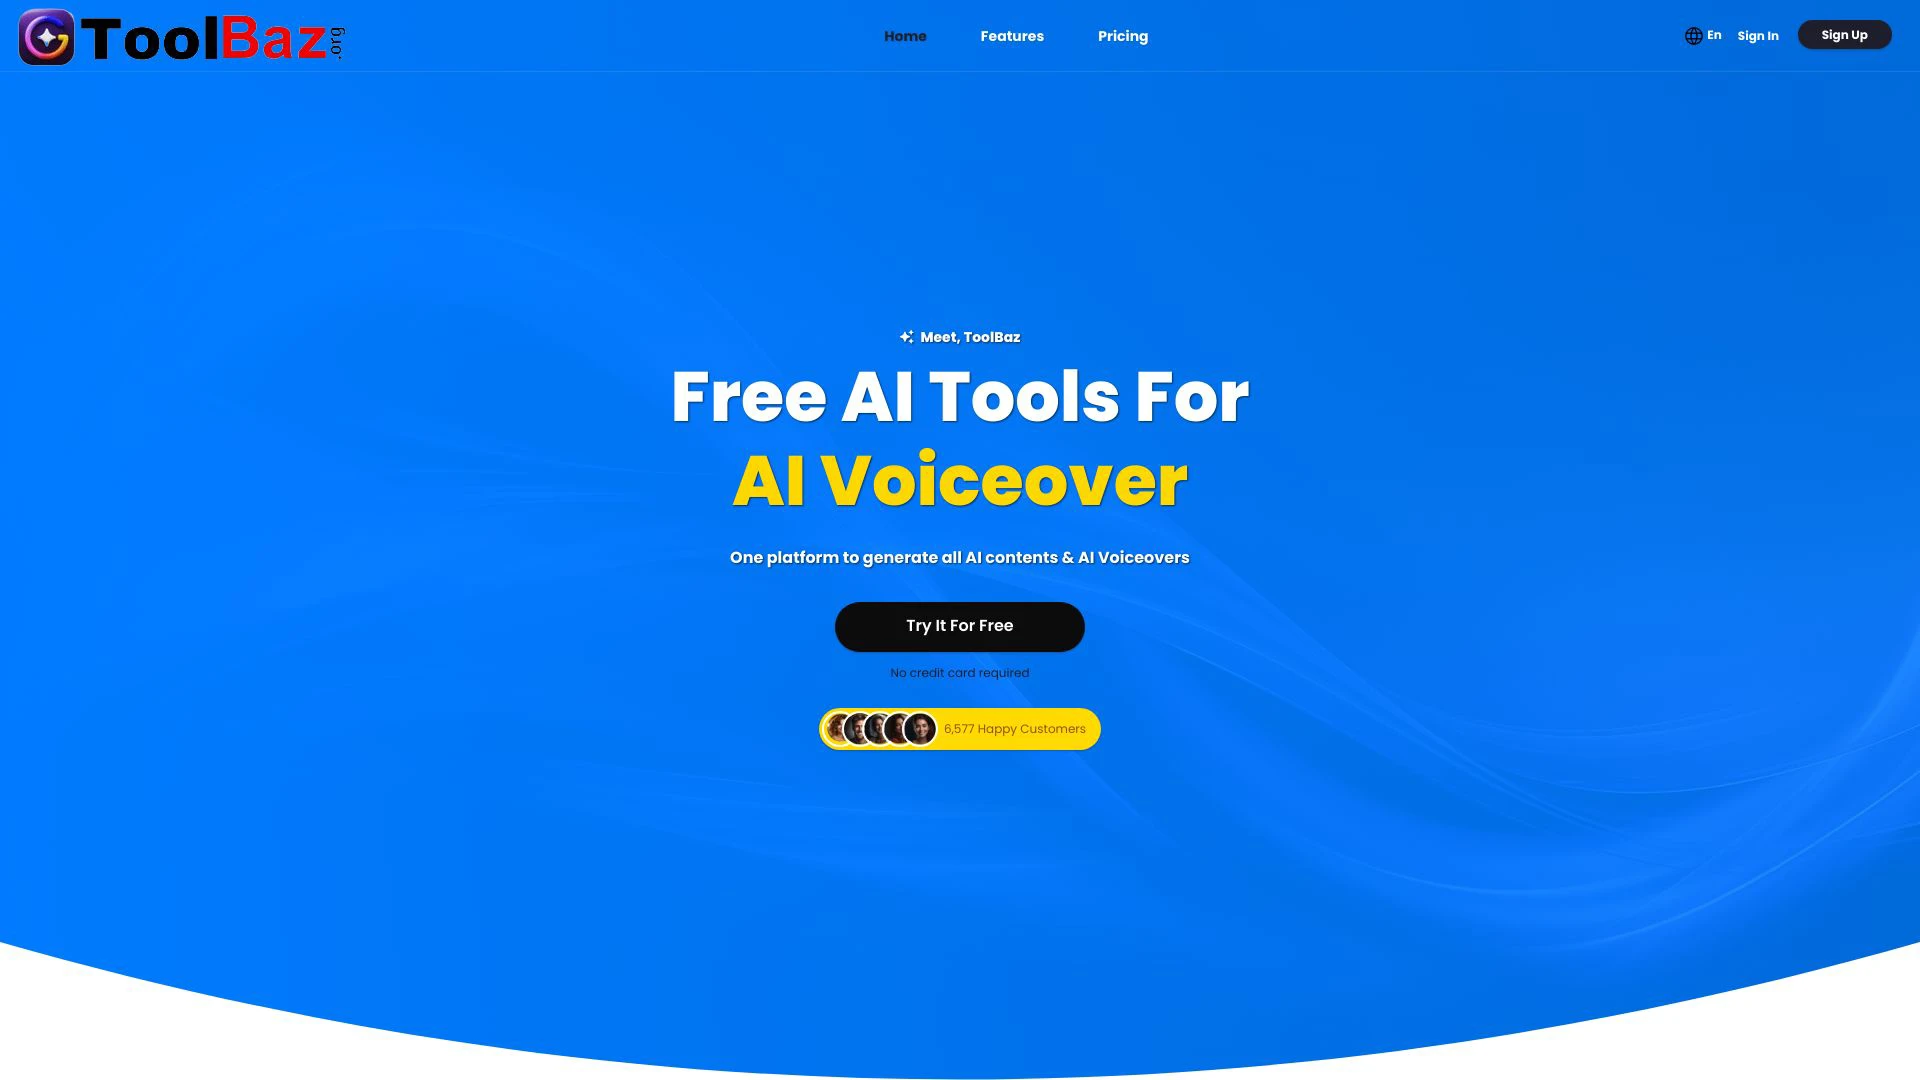 ToolBaz.org
Home Features Pricing
En Sign In Sign Up
Meet, ToolBaz
Free AI Tools For
AI Voiceover
One platform to generate all AI contents & AI Voiceovers
Try It For Free
No credit card required
6,577 Happy Customers